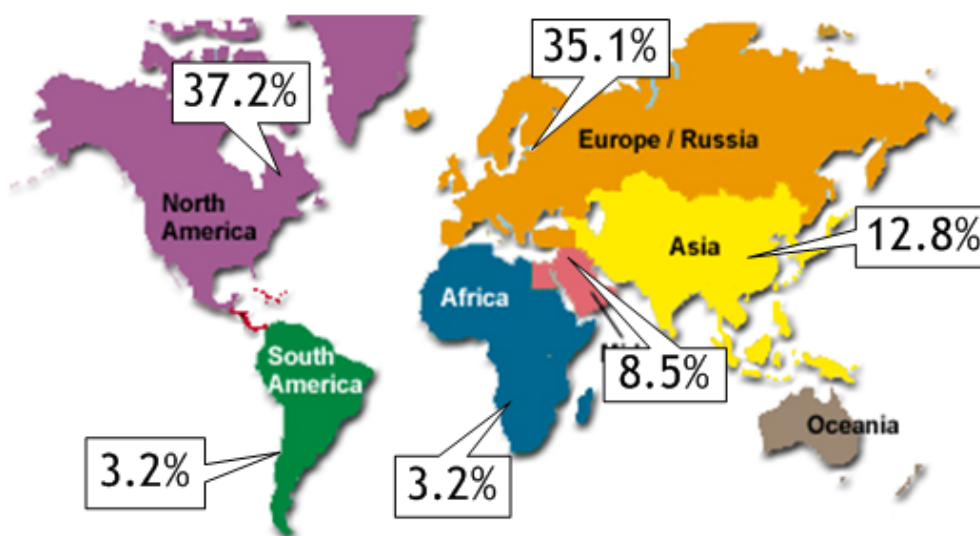 35.1%
37.2%
Europe / Russia
North
America
Asia
12.8%
Africa
South
America
8.5%
Oceania
3.2%
3.2%